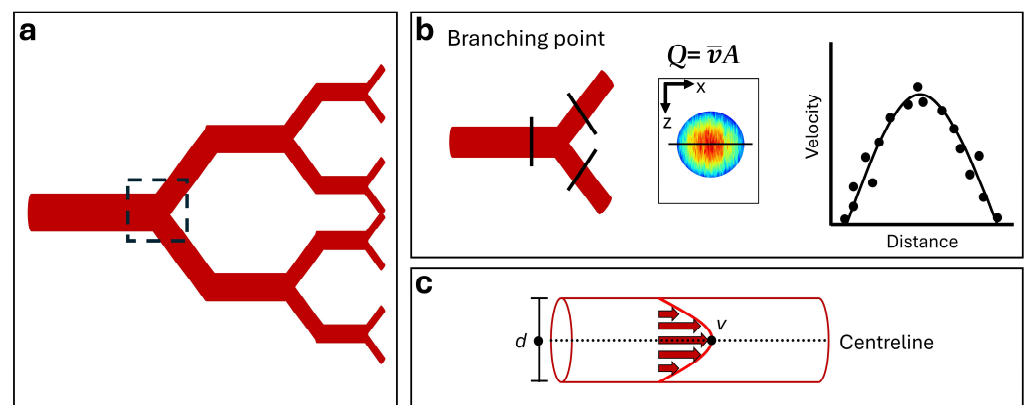 a
b
Branching point
Q= v̅A
x
z
Velocity
Distance
c
d
v
Centreline